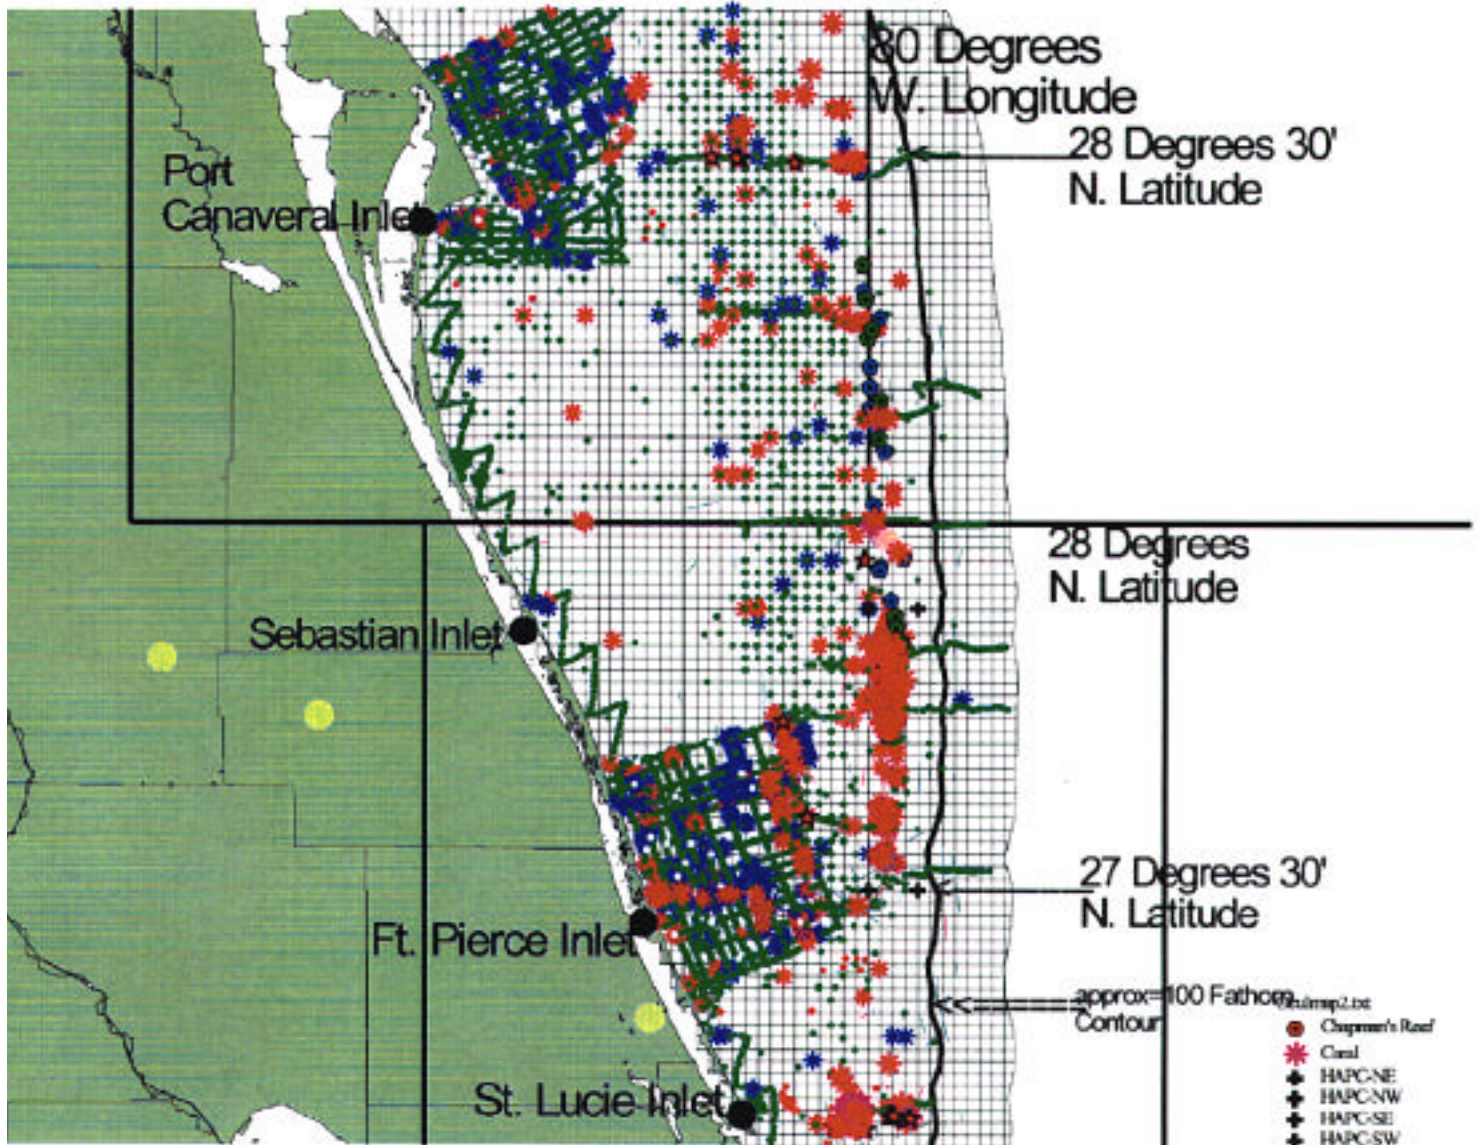 80 Degrees
W. Longitude
28 Degrees 30'
N. Latitude
Port
Canaveral Inlet
28 Degrees
N. Latitude
Sebastian Inlet
27 Degrees 30'
N. Latitude
Ft. Pierce Inlet
approx=100 Fathom
Contour
Chapman's Reef
Coral
HAPC-NE
HAPC-NW
HAPC-SE
HAPC-SW
St. Lucie Inlet